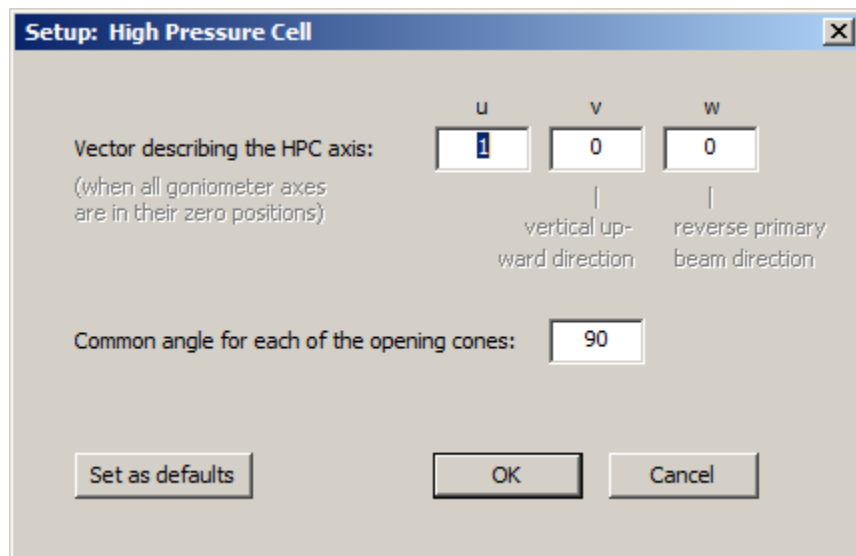 Setup: High Pressure Cell
u v w
Vector describing the HPC axis: 1 0 0
(when all goniometer axes
are in their zero positions)
vertical up- reverse primary
ward direction beam direction
Common angle for each of the opening cones: 90
Set as defaults OK Cancel